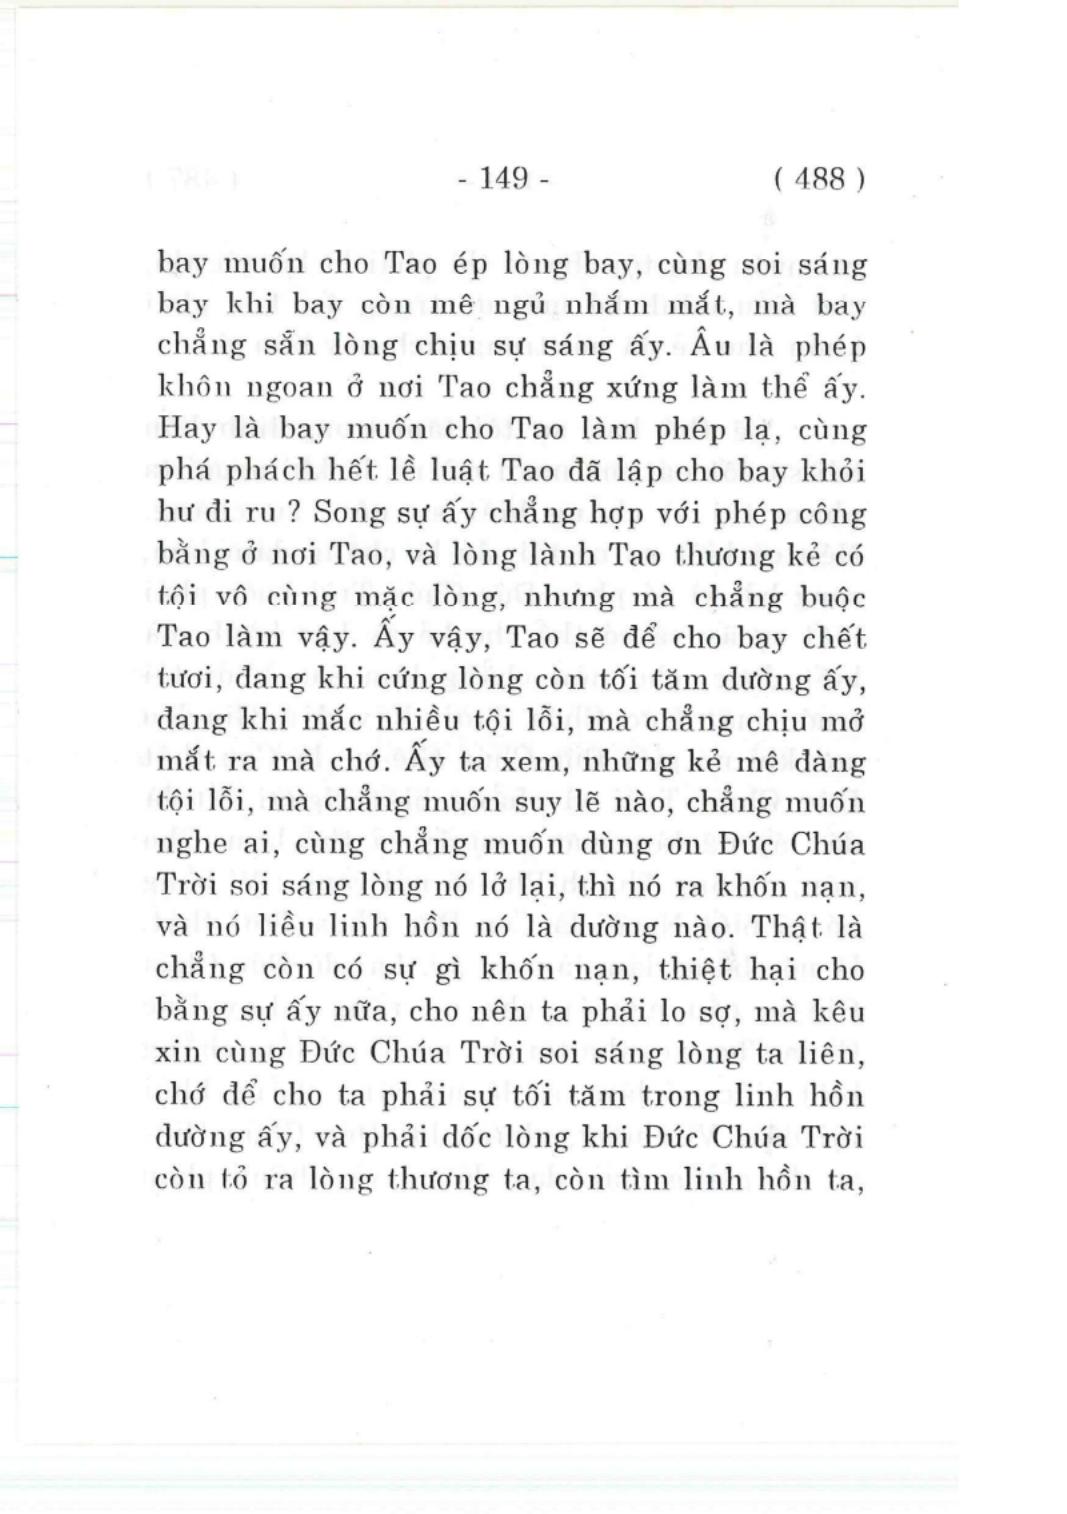 - 149 - ( 488 )
bay muốn cho Tao ép lòng bay, cùng soi sáng
bay khi bay còn mê ngủ nhắm mắt, mà bay
chẳng sẵn lòng chịu sự sáng ấy. Âu là phép
khôn ngoan ở nơi Tao chẳng xứng làm thể ấy.
Hay là bay muốn cho Tao làm phép lạ, cùng
phá phách hết lề luật Tao đã lập cho bay khỏi
hư đi ru ? Song sự ấy chẳng hợp với phép công
bằng ở nơi Tao, và lòng lành Tao thương kẻ có
tội vô cùng mặc lòng, nhưng mà chẳng buộc
Tao làm vậy. Ấy vậy, Tao sẽ để cho bay chết
tươi, đang khi cứng lòng còn tối tăm dường ấy,
đang khi mắc nhiều tội lỗi, mà chẳng chịu mở
mắt ra mà chớ. Ấy ta xem, những kẻ mê đàng
tội lỗi, mà chẳng muốn suy lẽ nào, chẳng muốn
nghe ai, cùng chẳng muốn dùng ơn Đức Chúa
Trời soi sáng lòng nó lở lại, thì nó ra khốn nạn,
và nó liều linh hồn nó là dường nào. Thật là
chẳng còn có sự gì khốn nạn, thiệt hại cho
bằng sự ấy nữa, cho nên ta phải lo sợ, mà kêu
xin cùng Đức Chúa Trời soi sáng lòng ta liên,
chớ để cho ta phải sự tối tăm trong linh hồn
dường ấy, và phải dốc lòng khi Đức Chúa Trời
còn tỏ ra lòng thương ta, còn tìm linh hồn ta,